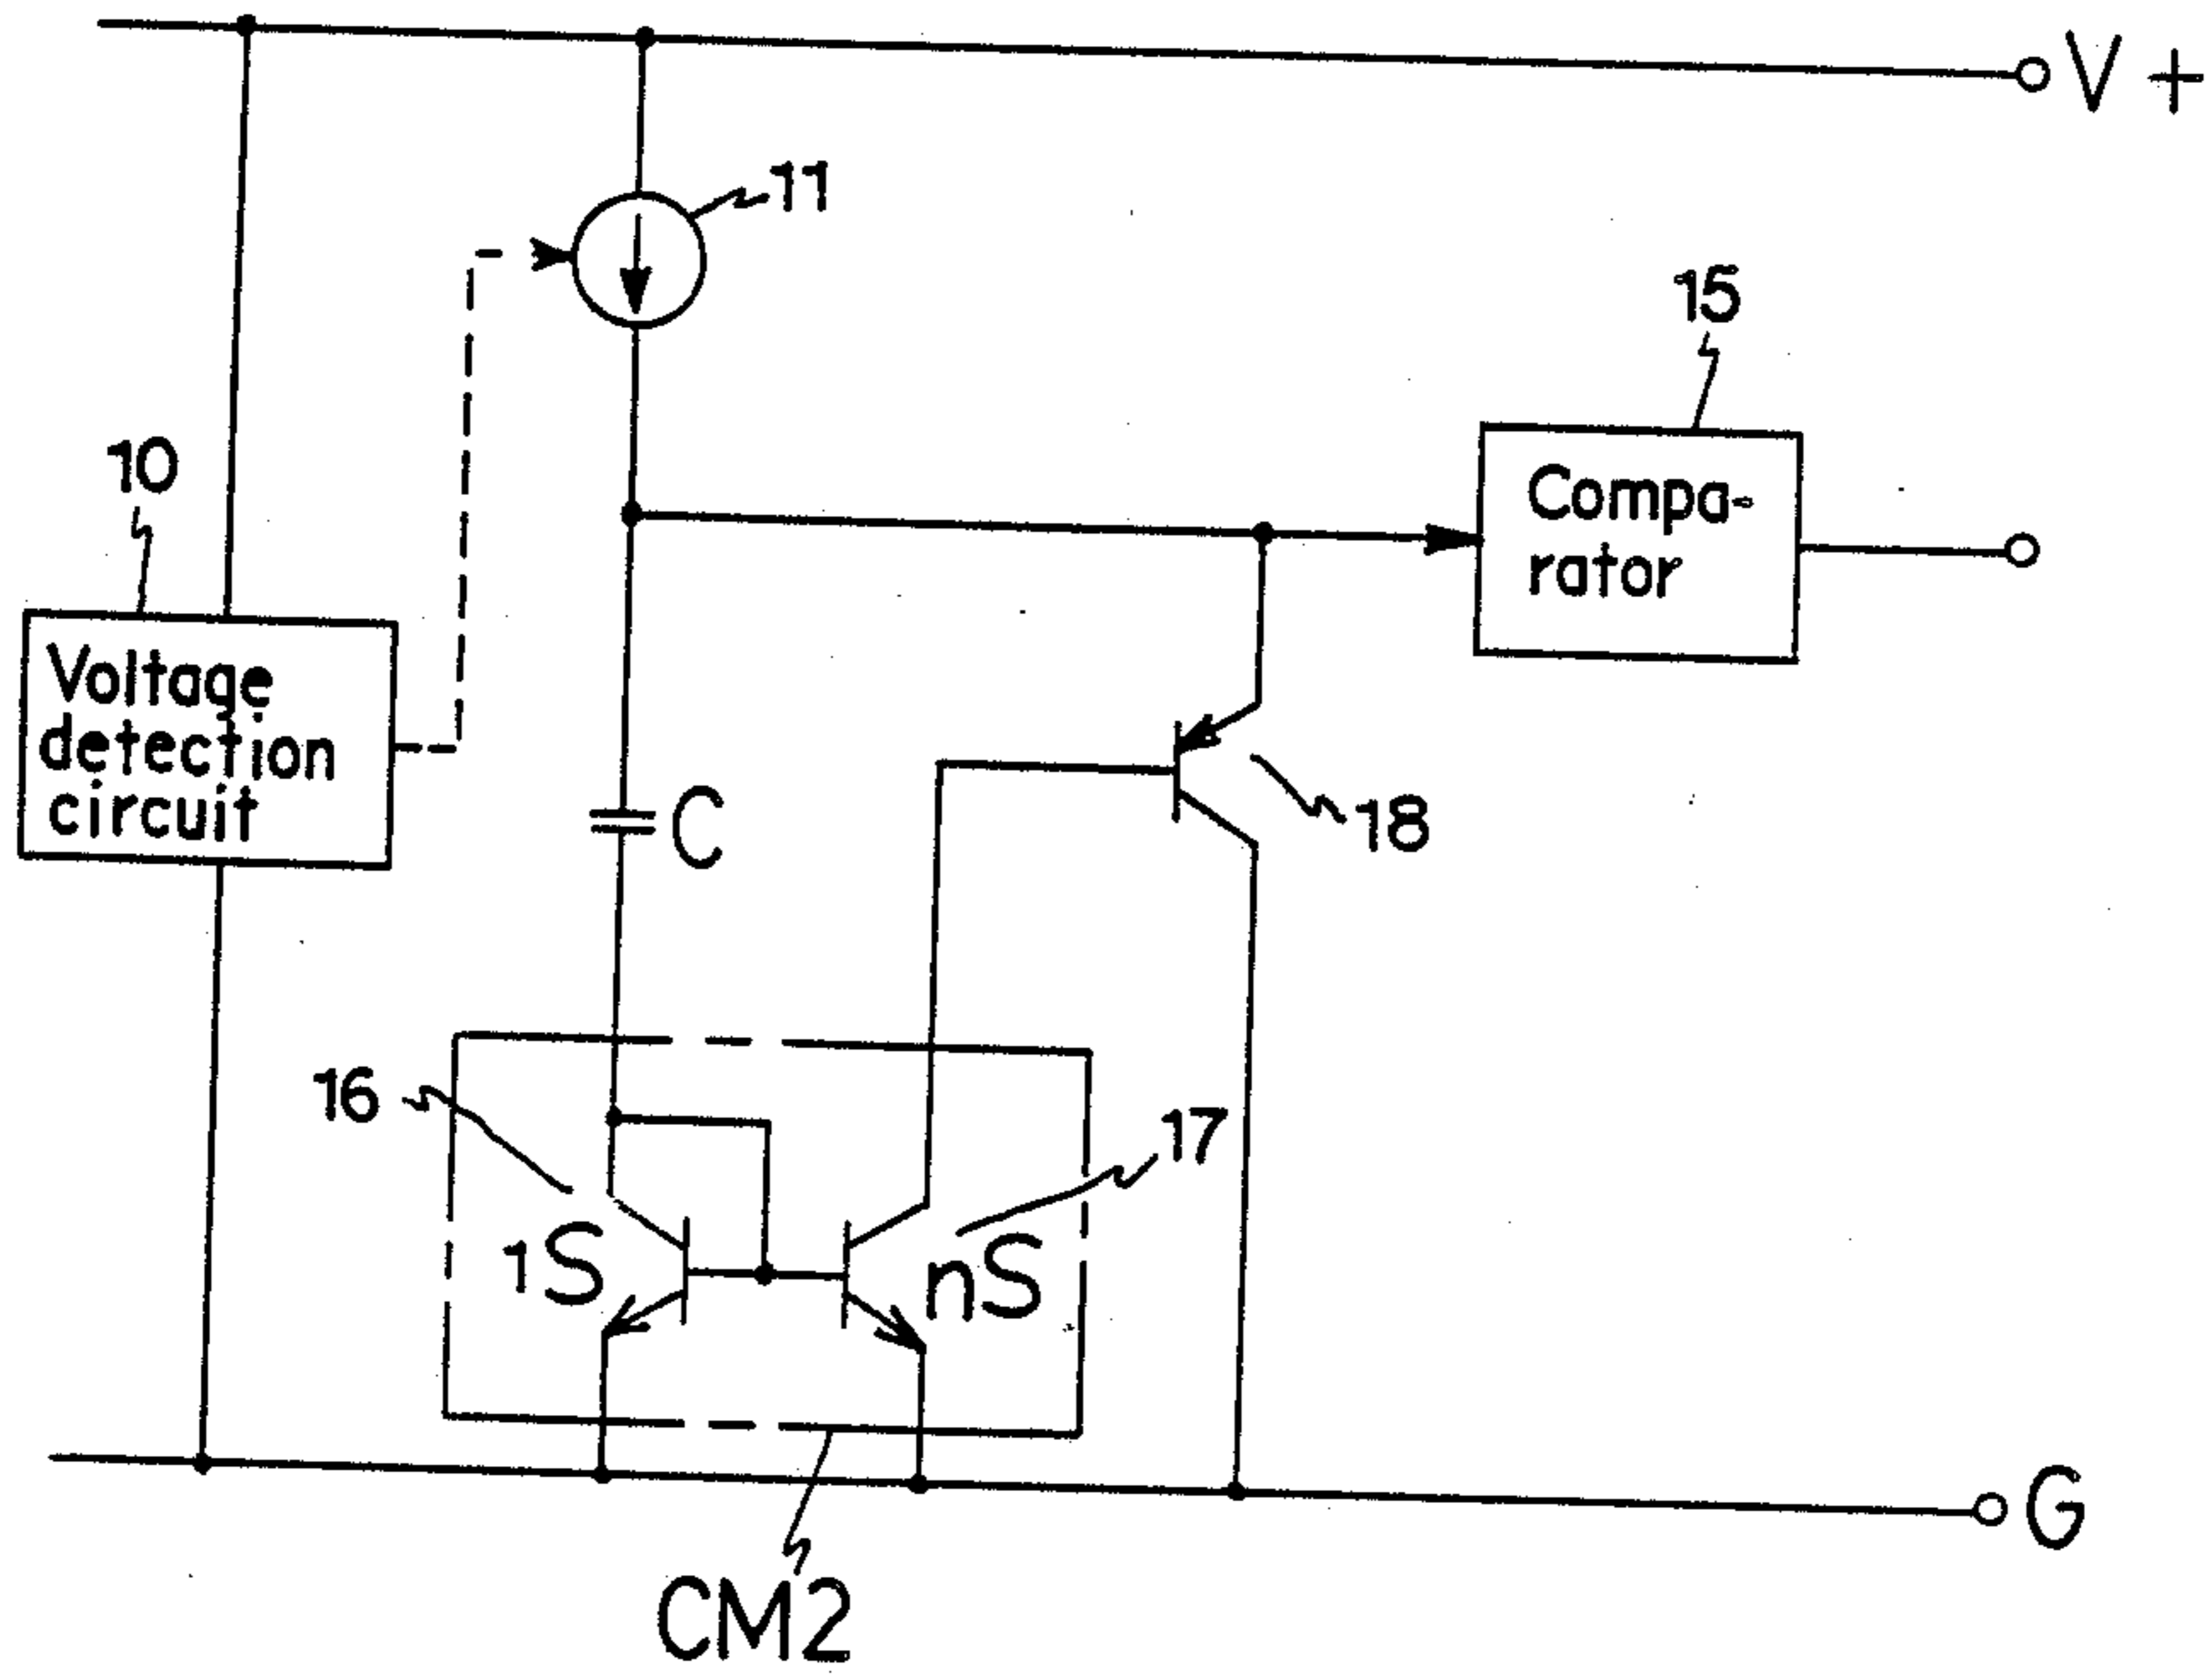 V+
11
15
10
Compa-
rator
Voltage
detection
circuit
C
18
16
17
1S
nS
G
CM2